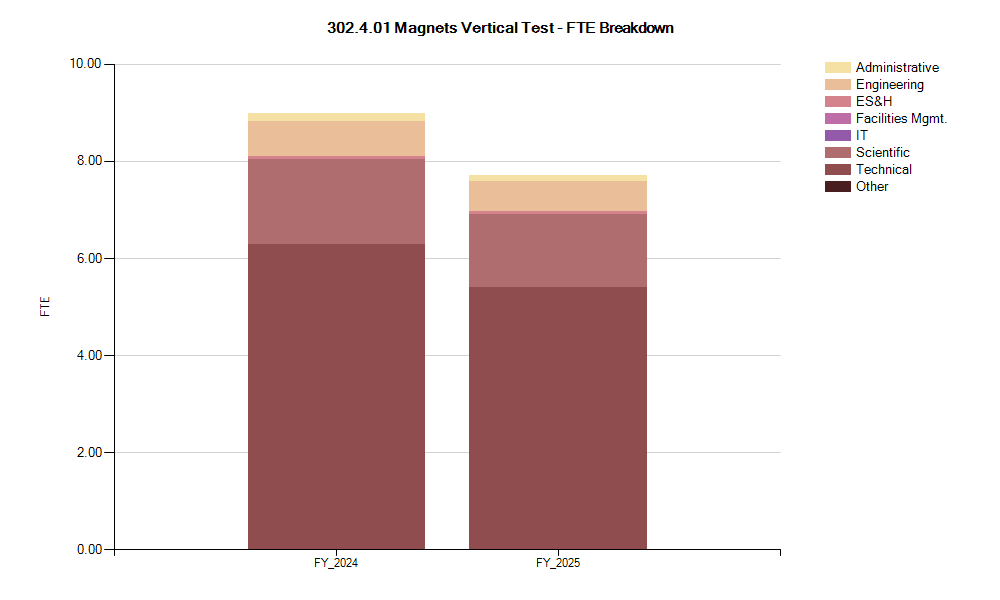 302.4.01 Magnets Vertical Test - FTE Breakdown
10.00
8.00
6.00
4.00
2.00
0.00
FTE
FY_2024
FY_2025
Administrative
Engineering
ES&H
Facilities Mgmt.
IT
Scientific
Technical
Other